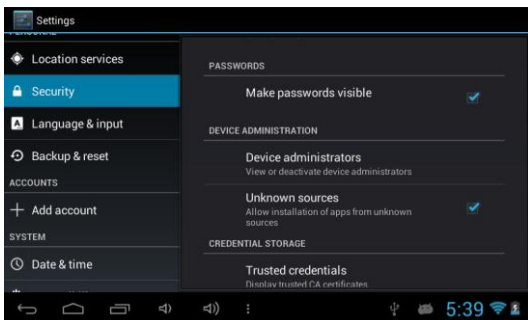 Settings
PERSONAL
Location services
Security
Language & input
Backup & reset
ACCOUNTS
Add account
SYSTEM
Date & time
PASSWORDS
Make passwords visible
DEVICE ADMINISTRATION
Device administrators
View or deactivate device administrators
Unknown sources
Allow installation of apps from unknown
sources
CREDENTIAL STORAGE
Trusted credentials
Display trusted CA certificates
5:39